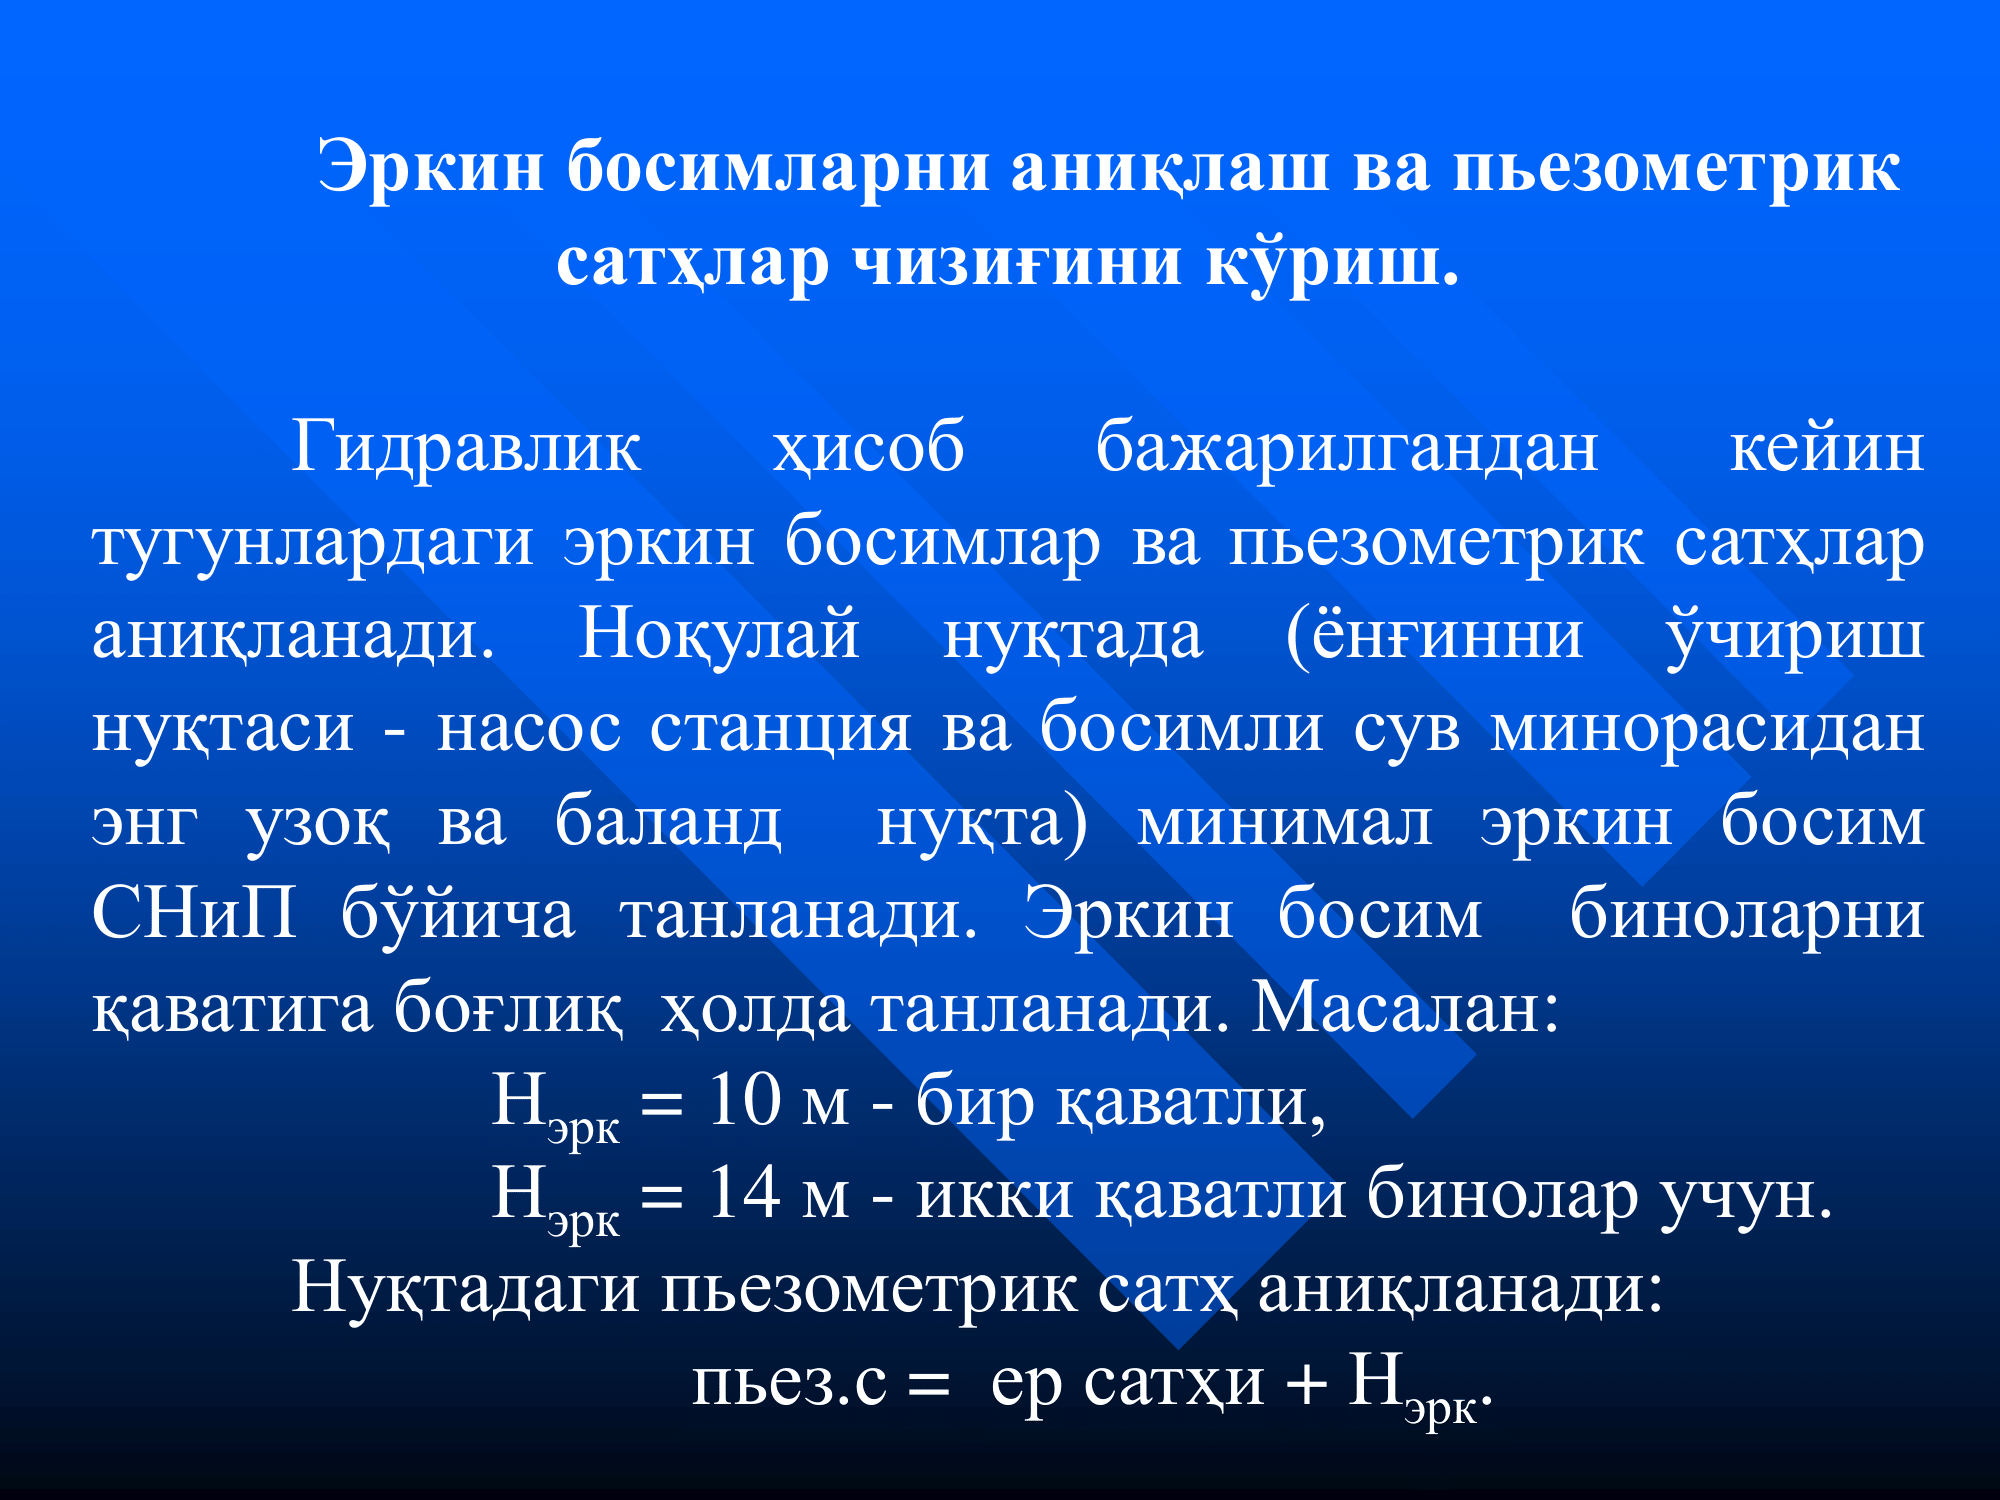 Эркин босимларни аниқлаш ва пьезометрик
сатҳлар чизиғини кўриш.
Гидравлик ҳисоб бажарилгандан кейин
тугунлардаги эркин босимлар ва пьезометрик сатҳлар
аниқланади. Ноқулай нуқтада (ёнғинни ўчириш
нуқтаси - насос станция ва босимли сув минорасидан
энг узоқ ва баланд нуқта) минимал эркин босим
СНиП бўйича танланади. Эркин босим биноларни
қаватига боғлиқ ҳолда танланади. Масалан:
Нэрк = 10 м - бир қаватли,
Нэрк = 14 м - икки қаватли бинолар учун.
Нуқтадаги пьезометрик сатҳ аниқланади:
пьез.с = ер сатҳи + Нэрк.